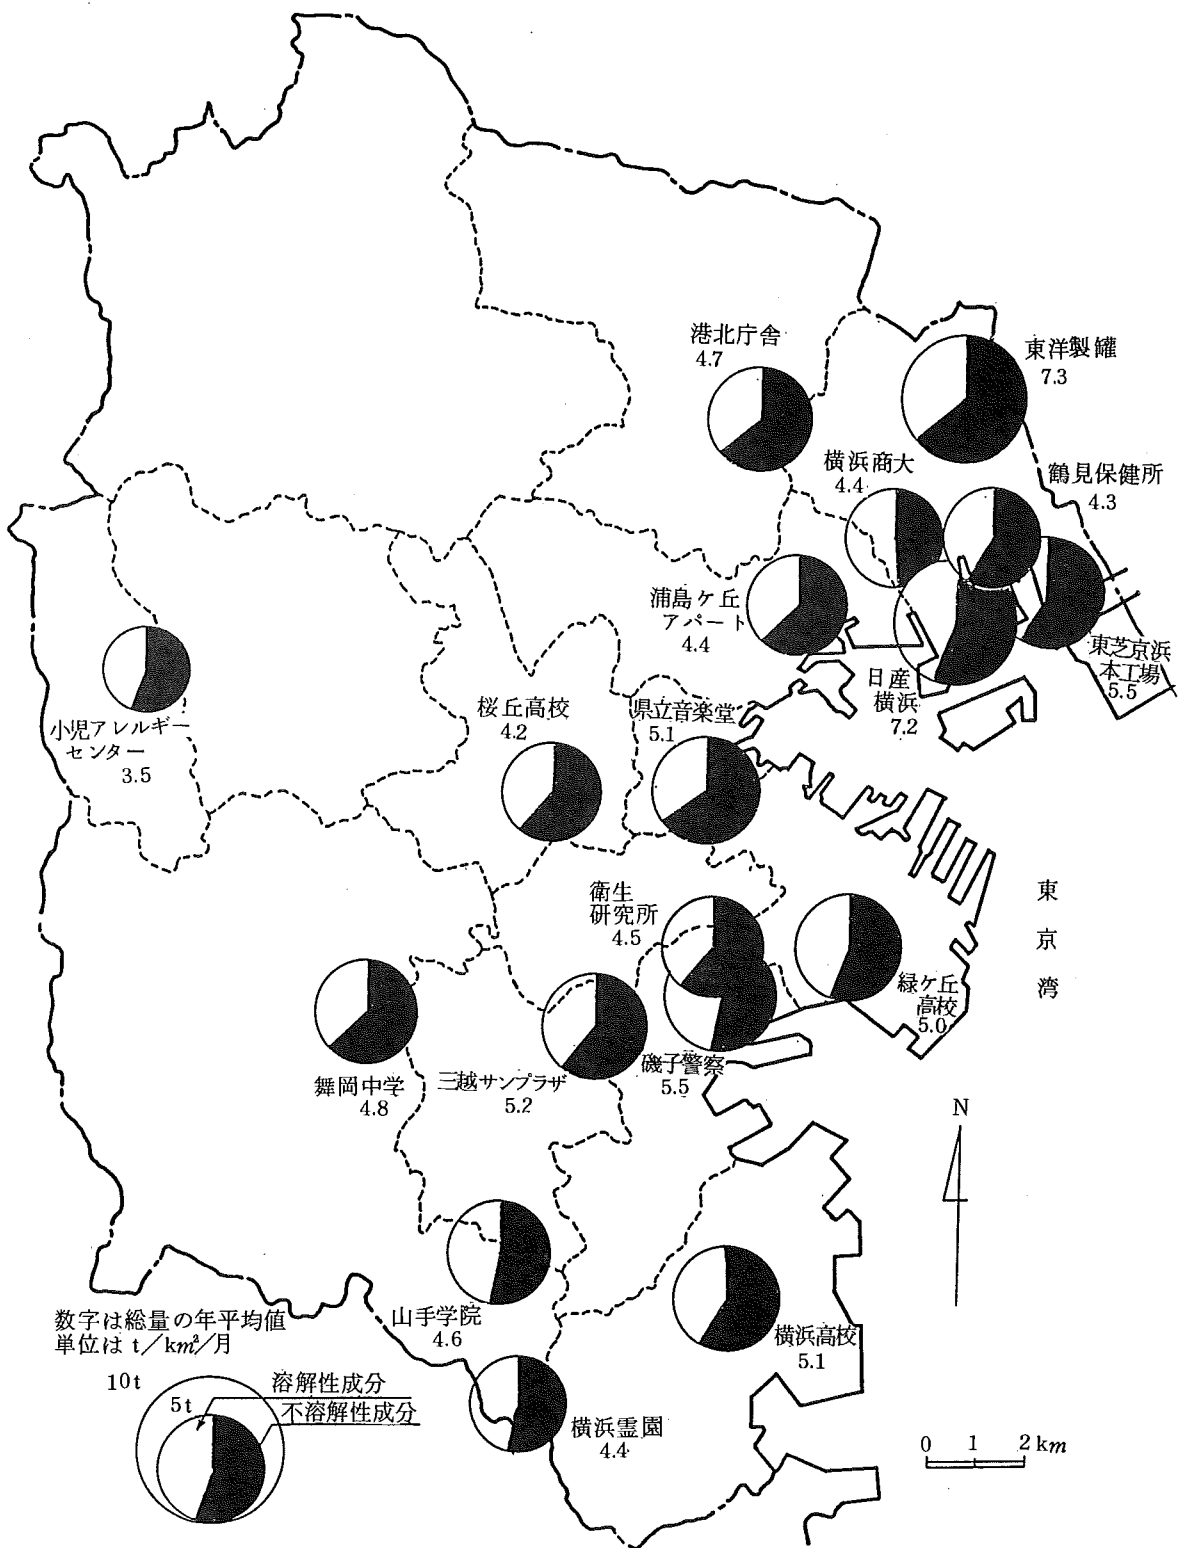 港北庁舎
4.7
東洋製罐
7.3
横浜商大
4.4
鶴見保健所
4.3
浦島ケ丘
アパート
4.4
東芝京浜
本工場
5.5
日産
横浜
7.2
小児アレルギー
センター
3.5
桜丘高校
4.2
県立音楽堂
5.1
衛生
研究所
4.5
東
京
湾
緑ケ丘
高校
5.0
舞岡中学
4.8
三越サンプラザ
5.2
磯子警察
5.5
N
山手学院
4.6
横浜高校
5.1
横浜霊園
4.4
数字は総量の年平均値
単位は t/km²/月
10t
5t
溶解性成分
不溶解性成分
0 1 2 km